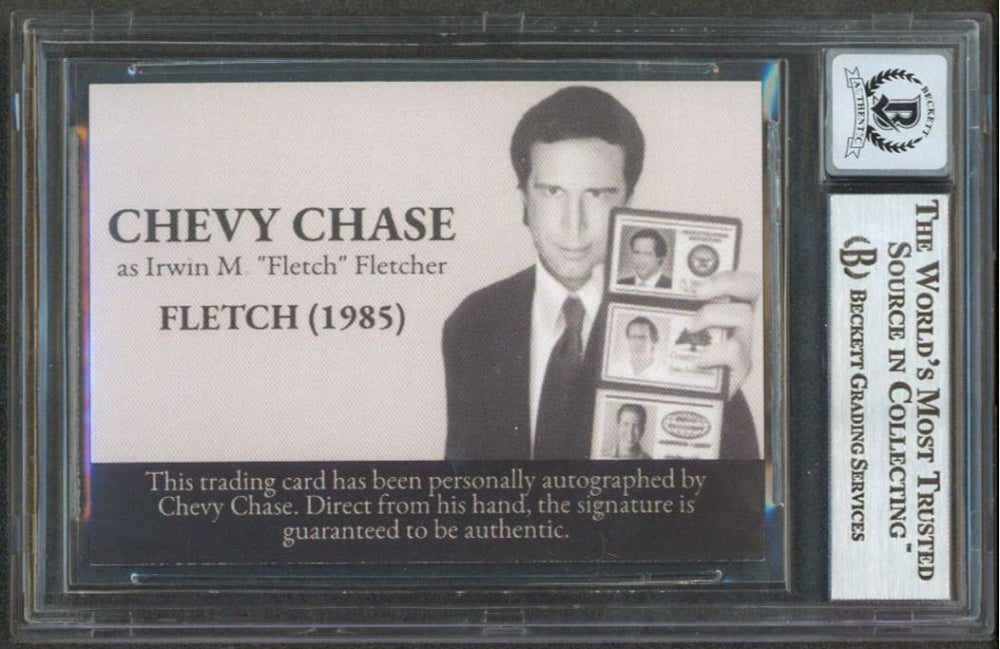 CHEVY CHASE
as Irwin M. "Fletch" Fletcher
FLETCH (1985)
This trading card has been personally autographed by
Chevy Chase. Direct from his hand, the signature is
guaranteed to be authentic.
BECKETT
B
AUTHENTIC
THE WORLD'S MOST TRUSTED
SOURCE IN COLLECTING™
B BECKETT GRADING SERVICES